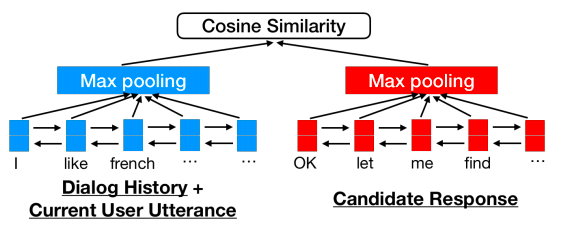 Cosine Similarity
Max pooling
Max pooling
I like french ... ...
OK let me find ...
Dialog History +
Current User Utterance
Candidate Response